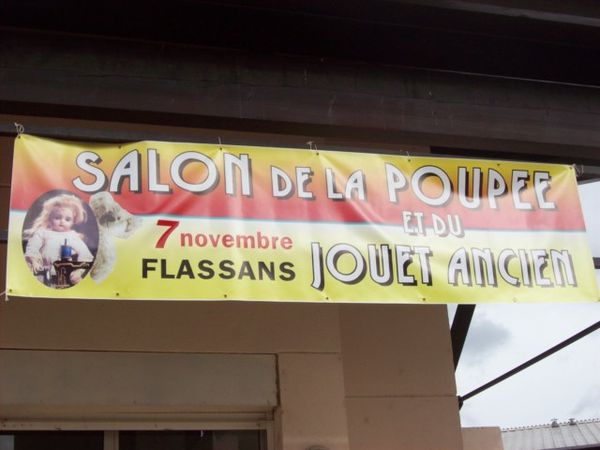 SALON DE LA POUPEE
ET DU
7 novembre
FLASSANS JOUET ANCIEN